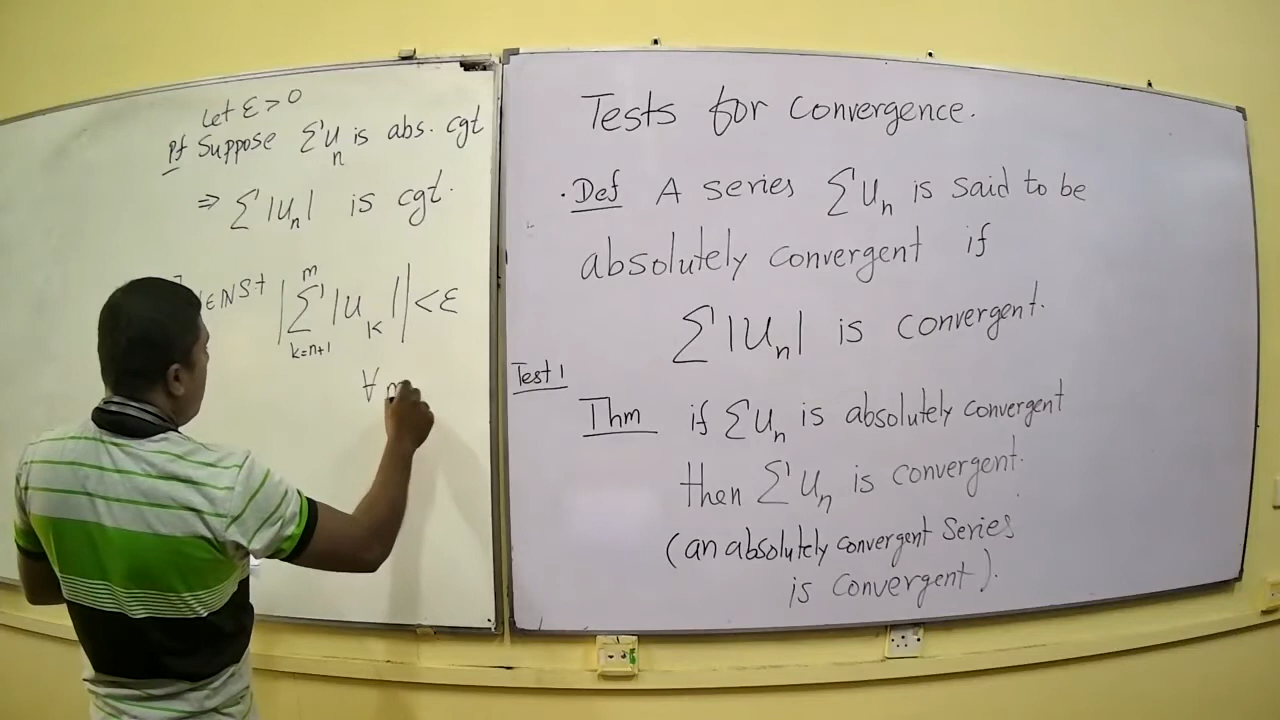 Let ε > 0
Pf Suppose ∑u_n is abs. cgt
⇒ ∑|u_n| is cgt.
∈ N s.t |∑_{k=n+1}^{m} |u_k|| < ε
∀
Tests for Convergence.
· Def A series ∑u_n is said to be
absolutely convergent if
∑|u_n| is convergent.
Test 1
Thm if ∑u_n is absolutely convergent
then ∑u_n is convergent.
(an absolutely convergent series
is convergent).